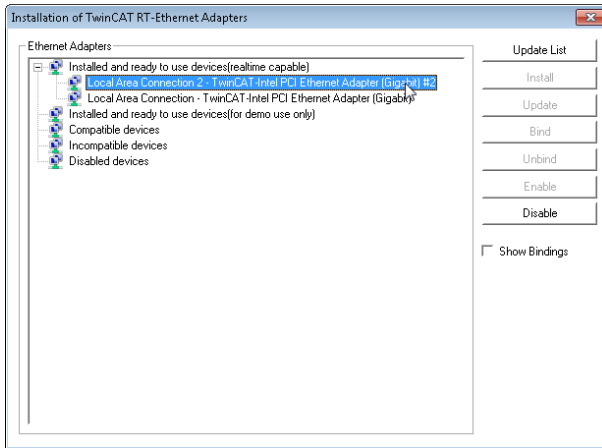 Installation of TwinCAT RT-Ethernet Adapters
Ethernet Adapters
Installed and ready to use devices(realtime capable)
Local Area Connection 2 - TwinCAT-Intel PCI Ethernet Adapter (Gigabit) #2
Local Area Connection - TwinCAT-Intel PCI Ethernet Adapter (Gigabit)
Installed and ready to use devices(for demo use only)
Compatible devices
Incompatible devices
Disabled devices
Update List
Install
Update
Bind
Unbind
Enable
Disable
Show Bindings